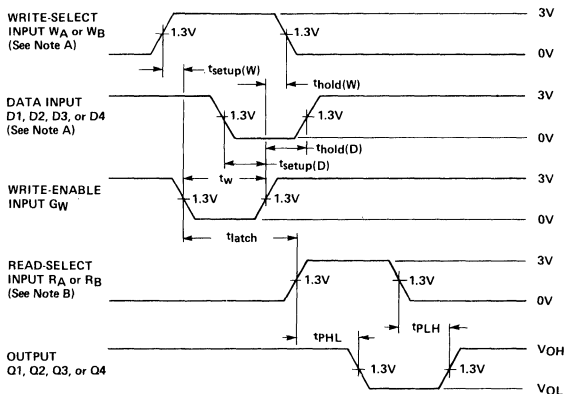 WRITE-SELECT
INPUT WA or WB
(See Note A)
1.3V
1.3V
3V
0V
tsetup(W)
thold(W)
DATA INPUT
D1, D2, D3, or D4
(See Note A)
1.3V
1.3V
3V
0V
thold(D)
tsetup(D)
tw
WRITE-ENABLE
INPUT GW
1.3V
1.3V
3V
0V
tlatch
READ-SELECT
INPUT RA or RB
(See Note B)
1.3V
1.3V
3V
0V
tPHL
tPLH
OUTPUT
Q1, Q2, Q3, or Q4
1.3V
1.3V
VOH
VOL